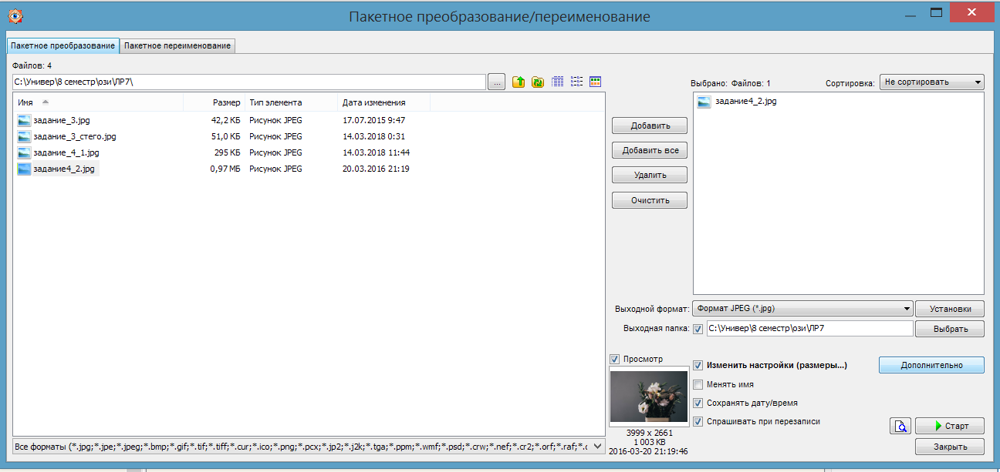 Пакетное преобразование/переименование
Пакетное преобразование Пакетное переименование
Файлов: 4
C:\Универ\8 семестр\ози\ЛР7\ ...
Выбрано: Файлов: 1 Сортировка: Не сортировать
Имя Размер Тип элемента Дата изменения
задание_3.jpg 42,2 КБ Рисунок JPEG 17.07.2015 9:47
задание_3_стего.jpg 51,0 КБ Рисунок JPEG 14.03.2018 0:31
задание_4_1.jpg 295 КБ Рисунок JPEG 14.03.2018 11:44
задание4_2.jpg 0,97 МБ Рисунок JPEG 20.03.2016 21:19
Добавить
Добавить все
Удалить
Очистить
задание4_2.jpg
Выходной формат: Формат JPEG (*.jpg) Установки
Выходная папка: C:\Универ\8 семестр\ози\ЛР7 Выбрать
Просмотр
3999 x 2661
1 003 КВ
2016-03-20 21:19:46
Изменить настройки (размеры...) Дополнительно
Менять имя
Сохранять дату/время
Спрашивать при перезаписи
Старт
Закрыть
Все форматы (*.jpg;*.jpe;*.jpeg;*.bmp;*.gif;*.tif;*.tiff;*.cur;*.ico;*.png;*.pcx;*.jp2;*.j2k;*.tga;*.ppm;*.wmf;*.psd;*.crw;*.nef;*.cr2;*.orf;*.raf;*.c